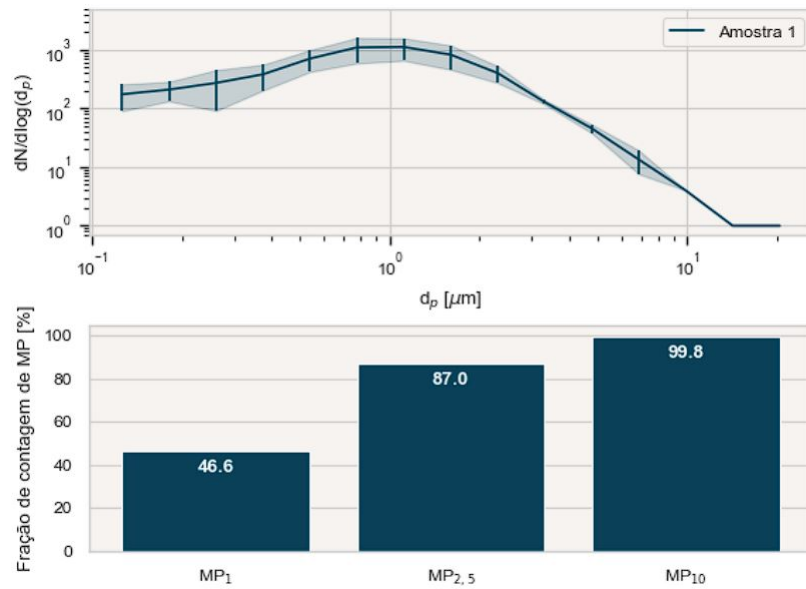 Amostra 1
dN/dlog(dₚ)
10³
10²
10¹
10⁰
10⁻¹
10⁰
10¹
dₚ [μm]
Fração de contagem de MP [%]
100
80
60
40
20
0
46.6
87.0
99.8
MP₁
MP₂,₅
MP₁₀